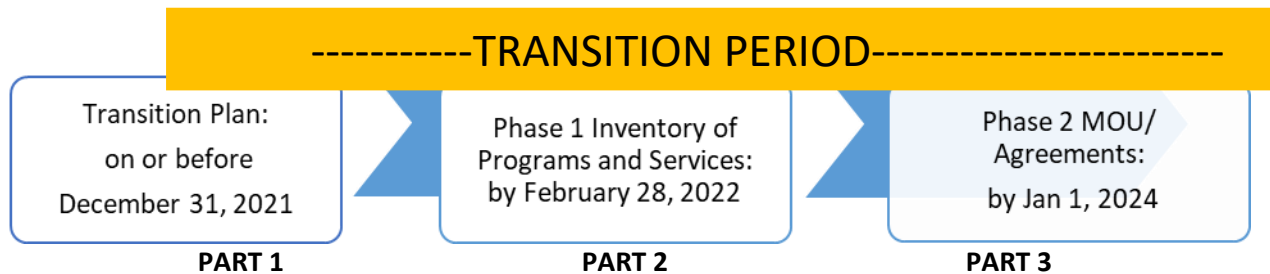 -----------TRANSITION PERIOD------------------------
Transition Plan:
on or before
December 31, 2021
Phase 1 Inventory of
Programs and Services:
by February 28, 2022
Phase 2 MOU/
Agreements:
by Jan 1, 2024
PART 1
PART 2
PART 3